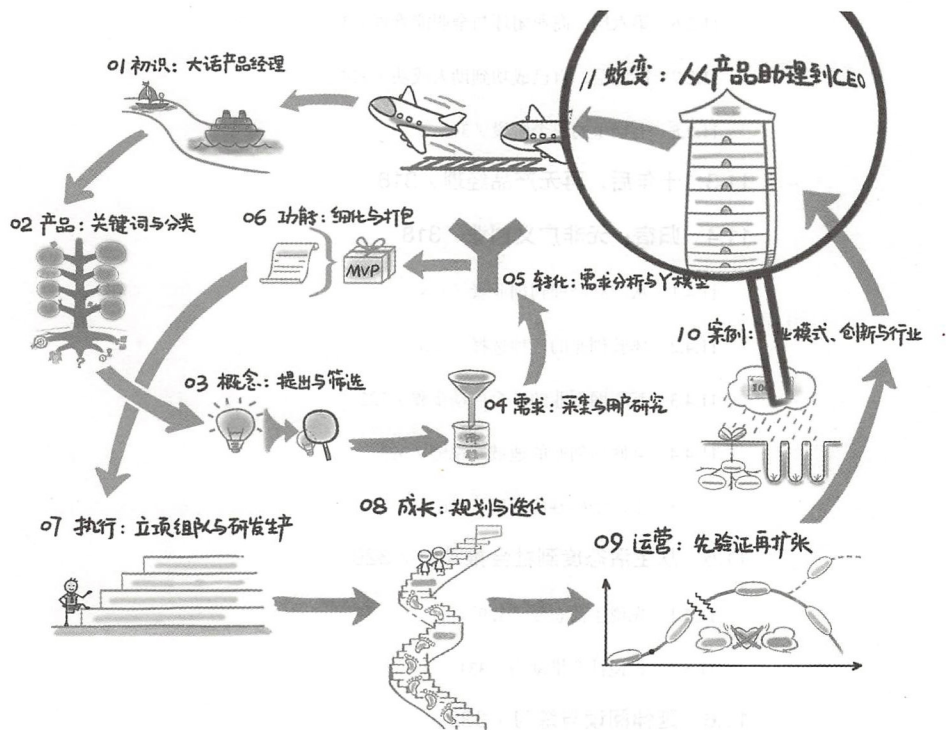 01 初识：大话产品经理
11 蜕变：从产品助理到CEO
02 产品：关键词与分类
06 功能：细化与打包
MVP
05 转化：需求分析与Y模型
10 案例：业模式、创新与行业
03 概念：提出与筛选
04 需求：采集与用户研究
07 执行：立项组队与研发生产
08 成长：规划与迭代
09 运营：先验证再扩张